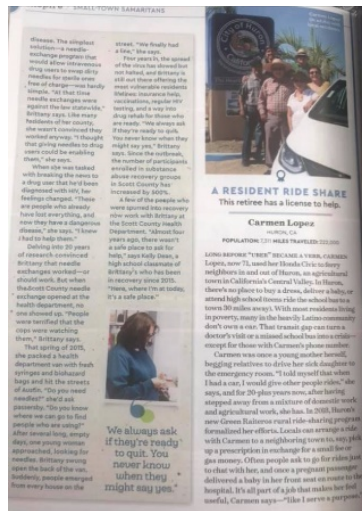 SMALL-TOWN SAMARITANS
disease. The simplest
solution—a needle-
exchange program that
would allow intravenous
drug users to swap dirty
needles for sterile ones
free of charge—was hardly
simple. "At that time
needle exchanges were
against the law statewide,"
Brittany says. Like many
residents of her county,
she wasn't convinced they
worked anyway. "I thought
that giving needles to drug
users could be enabling
them," she says.
When she was tasked
with breaking the news to
a drug user that he'd been
diagnosed with HIV, her
feelings changed. "These
are people who already
have lost everything, and
now they have a dangerous
disease," she says. "I knew
I had to help them."
Delving into 20 years
of research convinced
Brittany that needle
exchanges worked—or
should work. But when
the
exchange opened at the
health department, no
one showed up. "People
were terrified that the
cops were watching
them," Brittany says.
That spring of 2015,
she packed a health
department van with fresh
syringes and biohazard
bags and hit the streets
of Austin. "Do you need
needles?" she'd ask
passersby. "Do you know
where we can go to find
people who are using?"
After several long, empty
days, one young woman
approached, looking for
needles. Brittany swung
open the back of the van.
Suddenly, people emerged
from every house on the
street. "We finally had
a line," she says.
Four years in, the spread
of the virus has slowed but
not halted, and Brittany is
still out there offering the
most vulnerable residents
lifelines: insurance help,
vaccinations, regular HIV
testing, and a way into
drug rehab for those who
are ready. "We always ask
if they're ready to quit.
You never know when they
might say yes," Brittany
says. Since the outbreak,
the number of participants
enrolled in substance
abuse recovery groups
in Scott County has
increased by 600%.
A few of the people who
were spurred into recovery
now work with Brittany at
the Scott County Health
Department. "About four
years ago, there wasn't
a safe place to ask for
help," says Kelly Dean, a
high school classmate of
Brittany's who has been
in recovery since 2013.
"Here, where I'm at today,
it's a safe place."
We always ask
if they're ready
to quit. You
never know
when they
might say yes."
City of Huron
A RESIDENT RIDE SHARE
This retiree has a license to help.
Carmen Lopez
HURON, CA
POPULATION: MILES TRAVELED:
LONG BEFORE "UBER" BECAME A VERB, CARMEN
Lopez, now 71, used her Honda Civic to ferry
neighbors in and out of Huron, an agricultural
town in California's Central Valley. In Huron,
there's no place to buy a dress, deliver a baby, or
attend high school (teens ride the school bus to a
town 30 miles away). With most residents living
in poverty, many in the heavily Latino community
don't own a car. That transit gap can turn a
doctor's visit or a missed school bus into a crisis—
except for those with Carmen's phone number.
Carmen was once a young mother herself,
begging relatives to drive her sick daughter to
the emergency room. "I told myself that when
I had a car, I would give other people rides," she
says, and for 20-plus years now, after having
stepped away from a mixture of domestic work
and agricultural work, she has. In 2018, Huron's
new Green Raiteros rural ride-sharing program
formalized her efforts. Locals can arrange a ride
with Carmen to a neighboring town to, say, pick
up a prescription in exchange for a small fee or
gas money. Often people ask to go for rides just
to chat with her, and once a pregnant passenger
delivered a baby in her front seat en route to the
hospital. It's all part of a job that makes her feel
useful, Carmen says—"like I serve a purpose